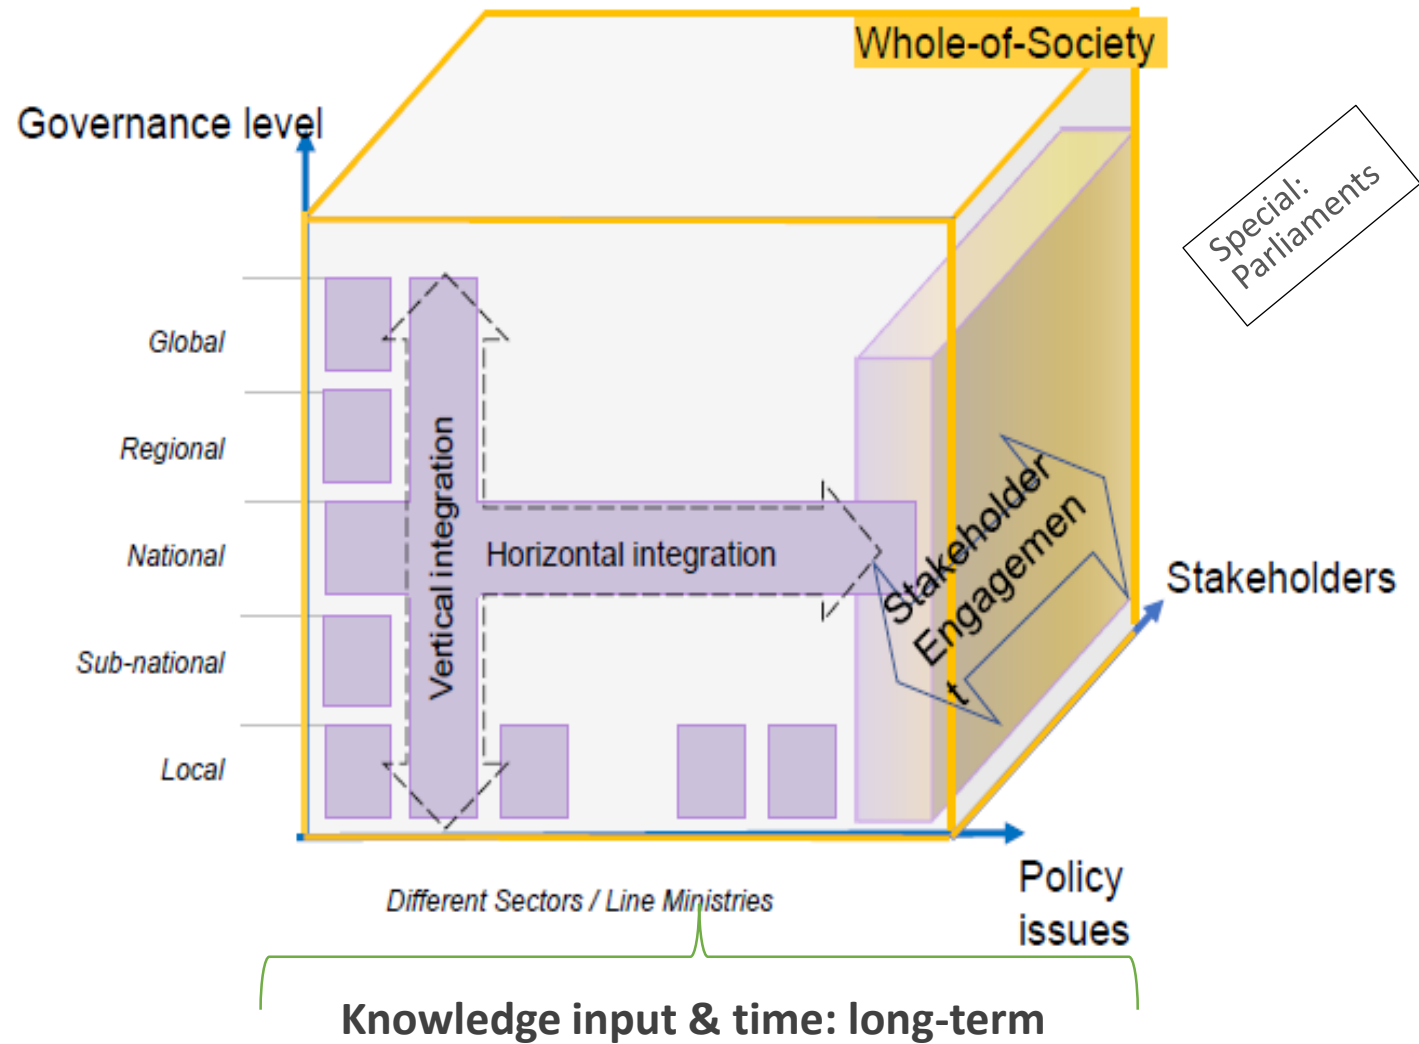 Whole-of-Society
Governance level
Special:
Parliaments
Global
Regional
National
Sub-national
Local
Vertical integration
Horizontal integration
Stakeholder
Engagemen
t
Stakeholders
Policy
issues
Different Sectors / Line Ministries
Knowledge input & time: long-term